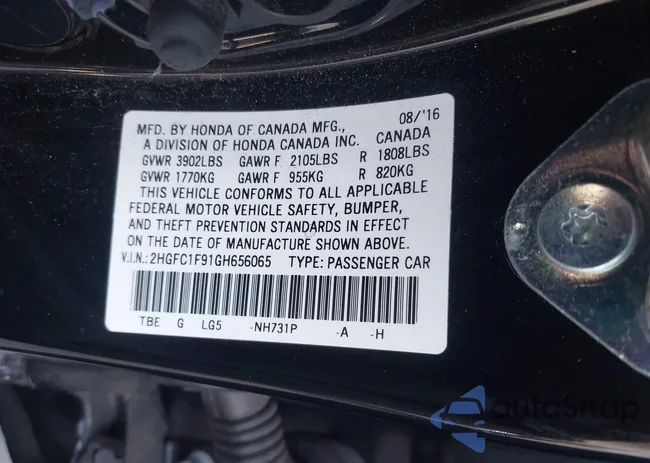 08/'16
MFD. BY HONDA OF CANADA MFG., CANADA
A DIVISION OF HONDA CANADA INC.
GVWR 3902LBS GAWR F 2105LBS R 1808LBS
GVWR 1770KG GAWR F 955KG R 820KG
THIS VEHICLE CONFORMS TO ALL APPLICABLE
FEDERAL MOTOR VEHICLE SAFETY, BUMPER,
AND THEFT PREVENTION STANDARDS IN EFFECT
ON THE DATE OF MANUFACTURE SHOWN ABOVE.
V.I.N.: 2HGFC1F91GH656065 TYPE: PASSENGER CAR
TBE G LG5 -NH731P -A -H
autoSnap